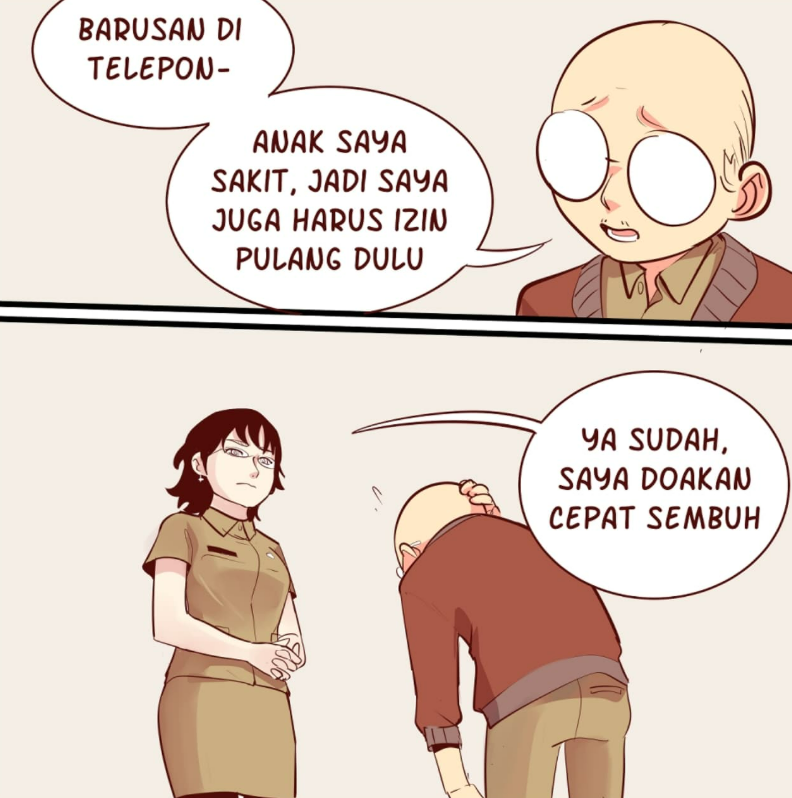 BARUSAN DI
TELEPON-
ANAK SAYA
SAKIT, JADI SAYA
JUGA HARUS IZIN
PULANG DULU
YA SUDAH,
SAYA DOAKAN
CEPAT SEMBUH